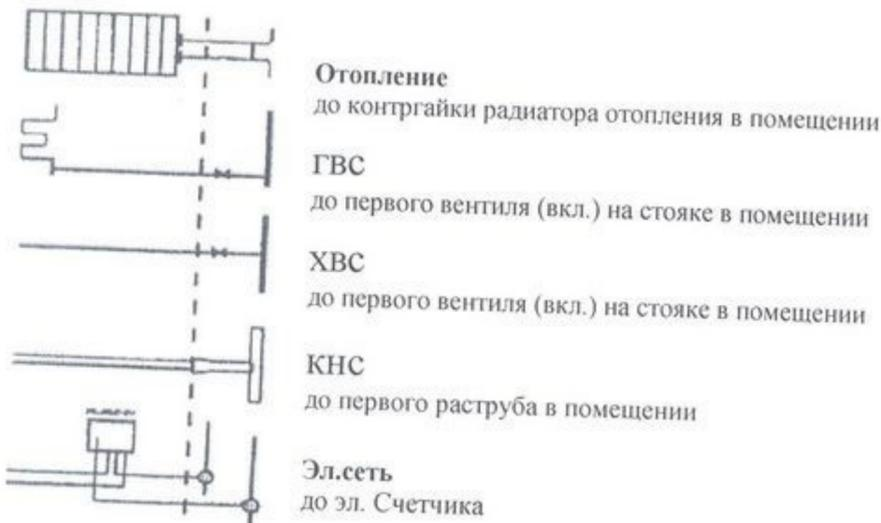 Отопление
до контргайки радиатора отопления в помещении
ГВС
до первого вентиля (вкл.) на стояке в помещении
ХВС
до первого вентиля (вкл.) на стояке в помещении
КНС
до первого раструба в помещении
Эл.сеть
до эл. Счетчика